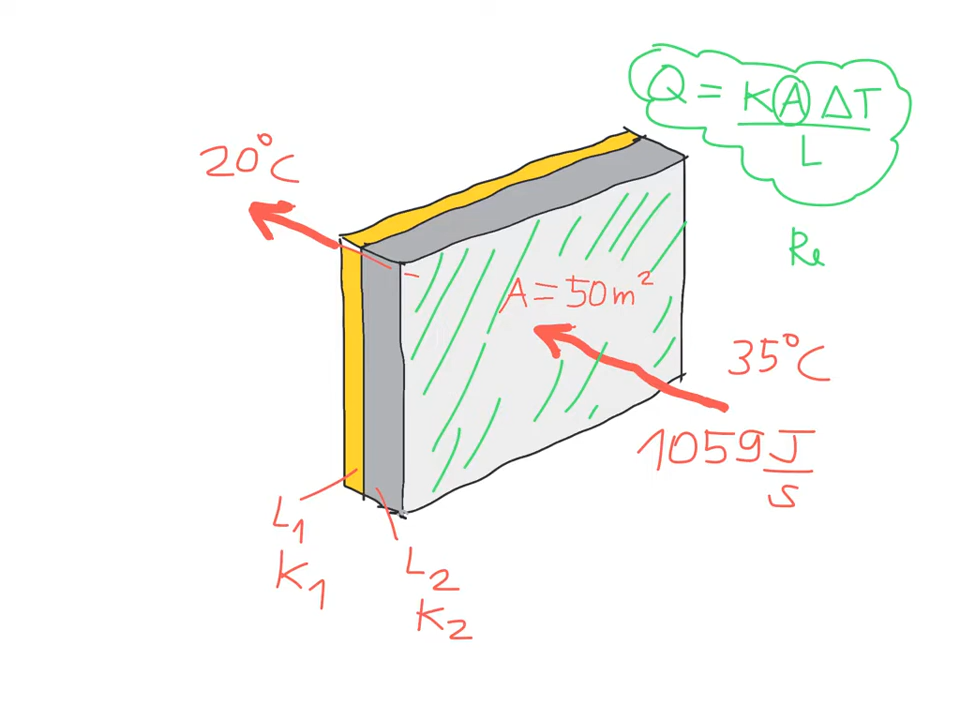 Q = KAΔT
L
20°C
Re
A = 50m²
35°C
1059 J
s
L1
K1
L2
K2